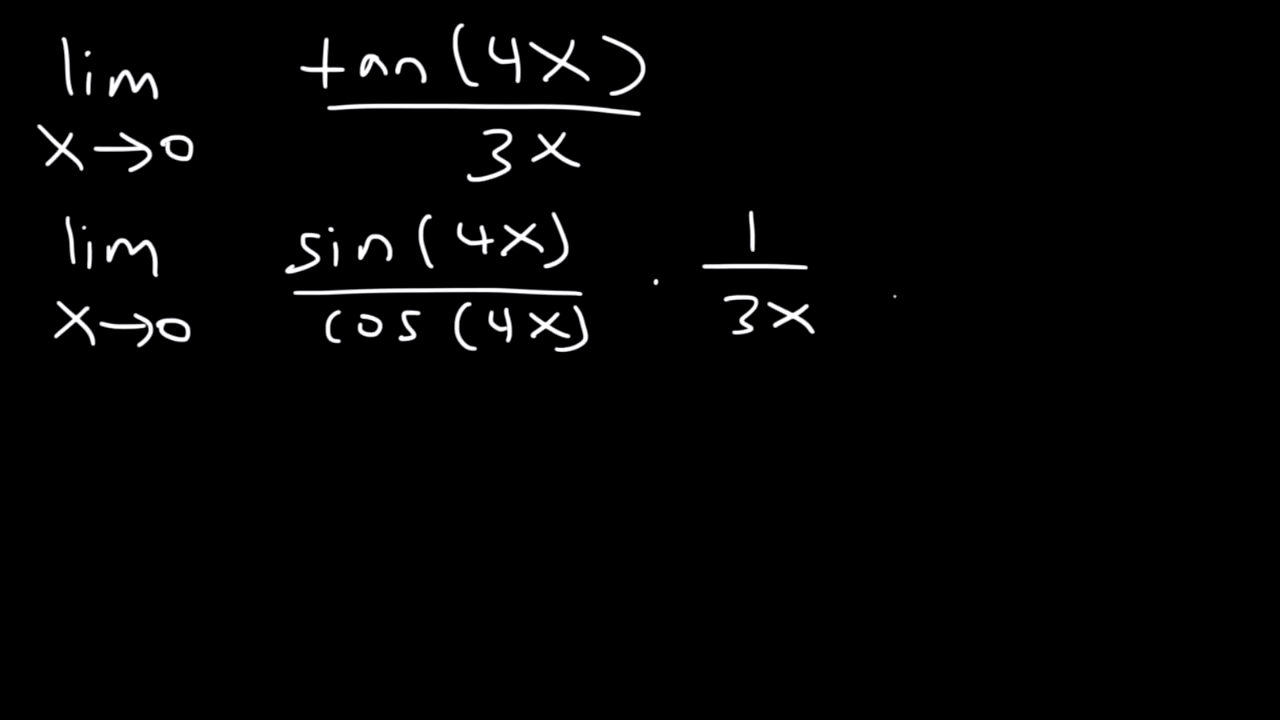 lim x→0 tan(4x) / 3x
lim x→0 sin(4x) / cos(4x) · 1 / 3x